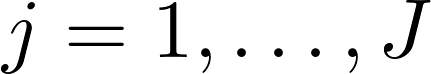 j = 1, . . . , J